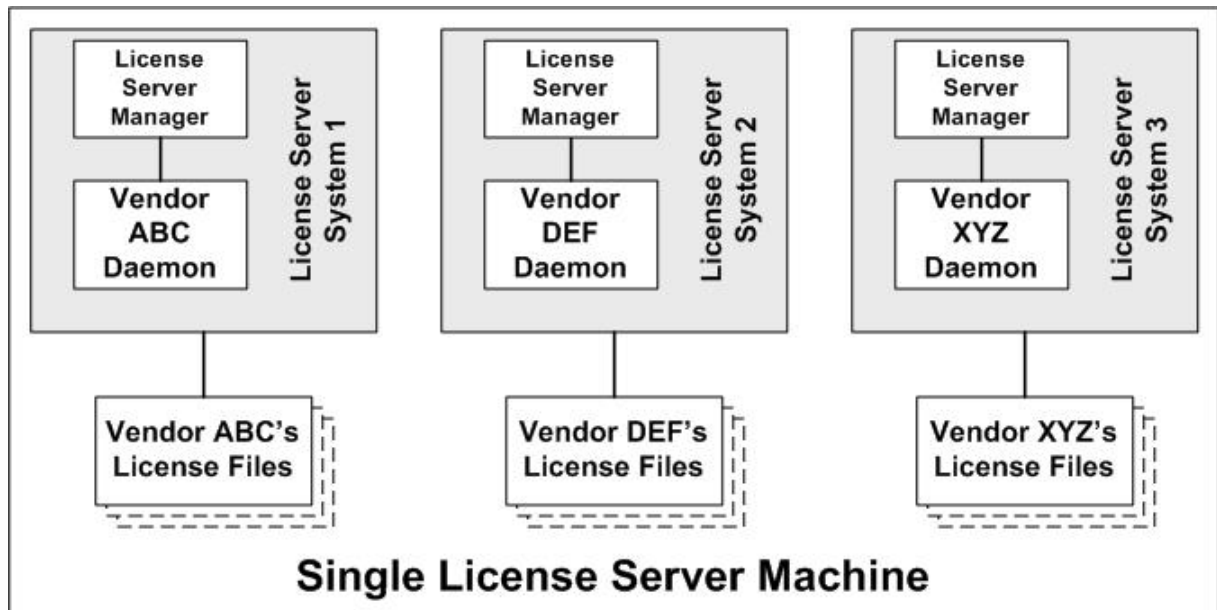 License
Server
Manager
Vendor
ABC
Daemon
License Server
System 1
Vendor ABC's
License Files
License
Server
Manager
Vendor
DEF
Daemon
License Server
System 2
Vendor DEF's
License Files
License
Server
Manager
Vendor
XYZ
Daemon
License Server
System 3
Vendor XYZ's
License Files
Single License Server Machine